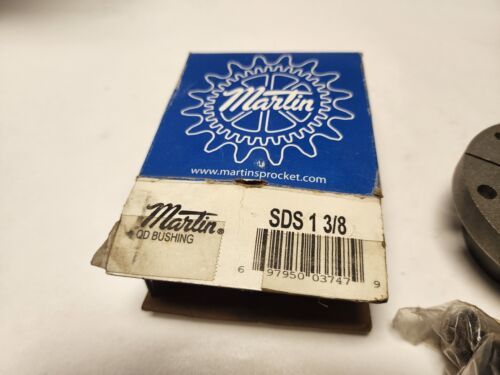 Martin
www.martinsprocket.com
Martin®
QD BUSHING
SDS 1 3/8
6 97950 03747 9